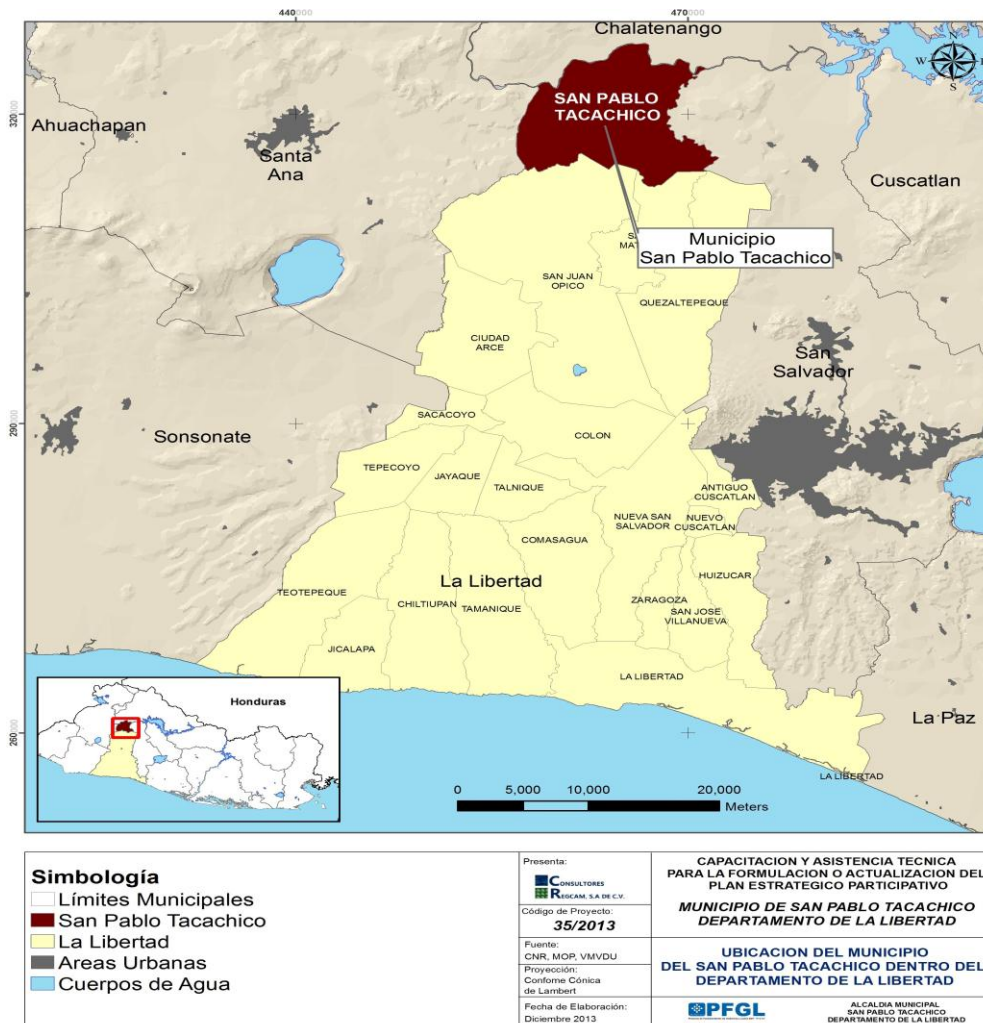 440000
470000
Chalatenango
N
W
S
SAN PABLO
TACACHICO
320000
Ahuachapan
Santa
Ana
Cuscatlan
Municipio
San Pablo Tacachico
SAN JUAN
OPICO
QUEZALTEPEQUE
CIUDAD
ARCE
San
Salvador
SACACOYO
290000
Sonsonate
COLON
TEPECOYO
JAYAQUE
TALNIQUE
ANTIGUO
CUSCATLAN
NUEVA SAN
SALVADOR
NUEVO
CUSCATLAN
COMASAGUA
HUIZUCAR
La Libertad
TEOTEPEQUE
CHILTIUPAN
TAMANIQUE
ZARAGOZA
SAN JOSE
VILLANUEVA
JICALAPA
LA LIBERTAD
Honduras
La Paz
260000
LA LIBERTAD
0 5,000 10,000 20,000
Meters
Simbología
Límites Municipales
San Pablo Tacachico
La Libertad
Areas Urbanas
Cuerpos de Agua
Presenta:
CONSULTORES
REGCAM, S.A DE C.V.
Código de Proyecto:
35/2013
Fuente:
CNR, MOP, VMVDU
Proyección:
Confome Cónica
de Lambert
Fecha de Elaboración:
Diciembre 2013
CAPACITACION Y ASISTENCIA TECNICA
PARA LA FORMULACION O ACTUALIZACION DEL
PLAN ESTRATEGICO PARTICIPATIVO
MUNICIPIO DE SAN PABLO TACACHICO
DEPARTAMENTO DE LA LIBERTAD
UBICACION DEL MUNICIPIO
DEL SAN PABLO TACACHICO DENTRO DEL
DEPARTAMENTO DE LA LIBERTAD
PFGL
ALCALDIA MUNICIPAL
SAN PABLO TACACHICO
DEPARTAMENTO DE LA LIBERTAD